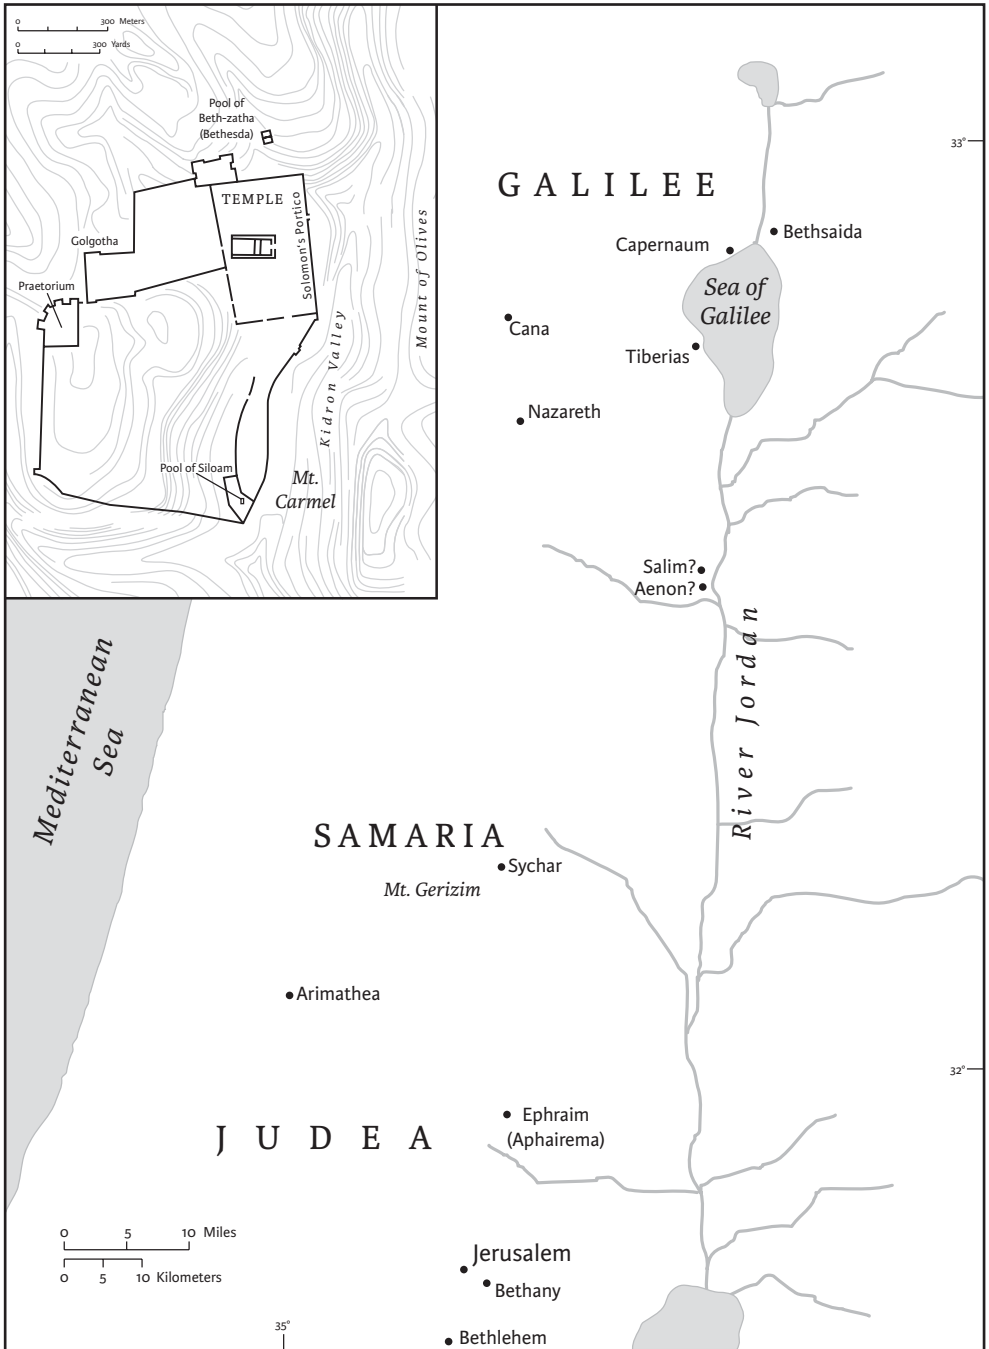 0 300 Meters
0 300 Yards
Pool of
Beth-zatha
(Bethesda)
TEMPLE
Solomon's Portico
Golgotha
Praetorium
Mount of Olives
Kidron Valley
Pool of Siloam
Mt.
Carmel
33°
GALILEE
Bethsaida
Capernaum
Sea of
Galilee
Cana
Tiberias
Nazareth
Salim?
Aenon?
River Jordan
Mediterranean
Sea
SAMARIA
Sychar
Mt. Gerizim
Arimathea
32°
Ephraim
(Aphairema)
JUDEA
0 5 10 Miles
0 5 10 Kilometers
Jerusalem
Bethany
35°
Bethlehem